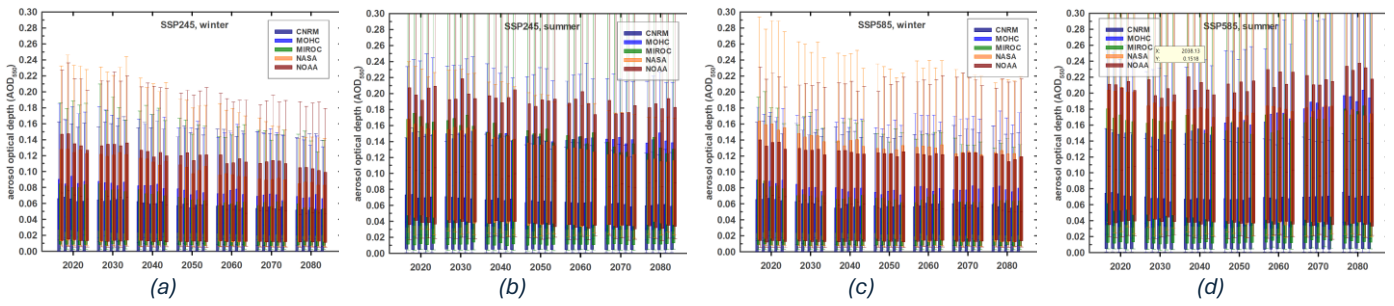 SSP245, winter
aerosol optical depth (AOD550)
0.30
0.28
0.26
0.24
0.22
0.20
0.18
0.16
0.14
0.12
0.10
0.08
0.06
0.04
0.02
0.00
CNRM
MOHC
MIROC
NASA
NOAA
2020 2030 2040 2050 2060 2070 2080
(a)
SSP245, summer
aerosol optical depth (AOD550)
0.30
0.28
0.26
0.24
0.22
0.20
0.18
0.16
0.14
0.12
0.10
0.08
0.06
0.04
0.02
0.00
CNRM
MOHC
MIROC
NASA
NOAA
2020 2030 2040 2050 2060 2070 2080
(b)
SSP585, winter
aerosol optical depth (AOD550)
0.30
0.28
0.26
0.24
0.22
0.20
0.18
0.16
0.14
0.12
0.10
0.08
0.06
0.04
0.02
0.00
CNRM
MOHC
MIROC
NASA
NOAA
2020 2030 2040 2050 2060 2070 2080
(c)
SSP585, summer
aerosol optical depth (AOD550)
0.30
0.28
0.26
0.24
0.22
0.20
0.18
0.16
0.14
0.12
0.10
0.08
0.06
0.04
0.02
0.00
CNRM
MOHC
MIROC
NASA
NOAA
X: 2038.13
Y: 0.1518
2020 2030 2040 2050 2060 2070 2080
(d)